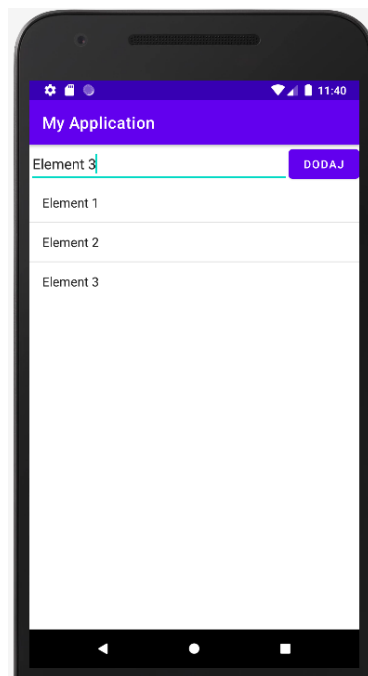 11:40
My Application
Element 3 DODAJ
Element 1
Element 2
Element 3